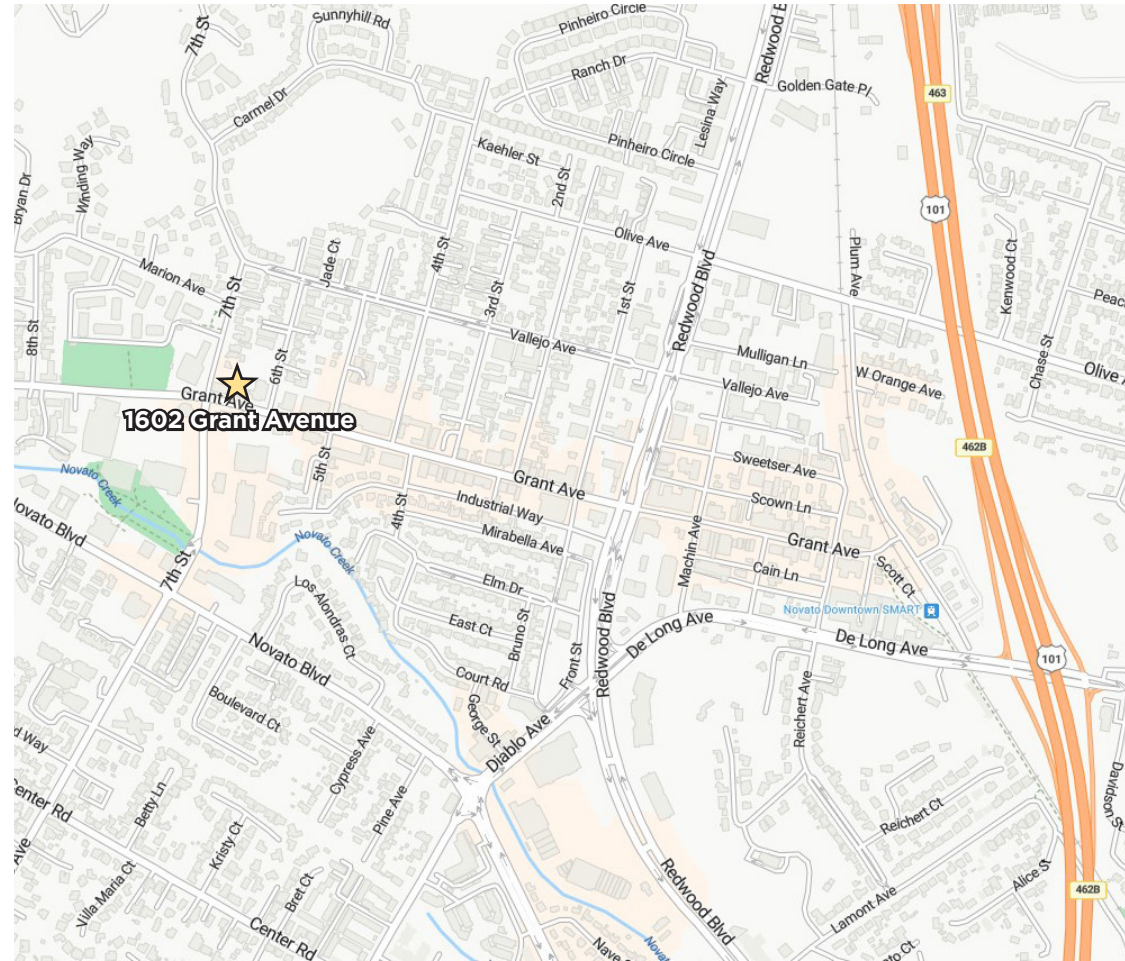 Sunnyhill Rd
7th St
Pinheiro Circle
Ranch Dr
Golden Gate Pl
Lesina Way
463
Carmel Dr
Kaehler St
Pinheiro Circle
Winding Way
Bryan Dr
2nd St
101
Olive Ave
Jade Ct
4th St
Plum Ave
Kenwood Ct
Marion Ave
7th St
3rd St
1st St
Redwood Blvd
8th St
Vallejo Ave
Mulligan Ln
Chase St
6th St
Vallejo Ave
W Orange Ave
Grant Ave
1602 Grant Avenue
462B
5th St
Sweetser Ave
Novato Creek
Grant Ave
Scown Ln
4th St
Industrial Way
Mirabella Ave
Machin Ave
Grant Ave
Novato Blvd
Novato Creek
Cain Ln
Scott Ct
7th St
Elm Dr
Novato Downtown SMART
Los Alondras Ct
East Ct
Bruno St
De Long Ave
De Long Ave
Novato Blvd
Front St
Redwood Blvd
101
Court Rd
Boulevard Ct
George St
Reichert Ave
Diablo Ave
Cypress Ave
Center Rd
Betty Ln
Pine Ave
Davidson St
Kristy Ct
Reichert Ct
Villa Maria Ct
Bret Ct
Redwood Blvd
Alice St
462B
Lamont Ave
Center Rd